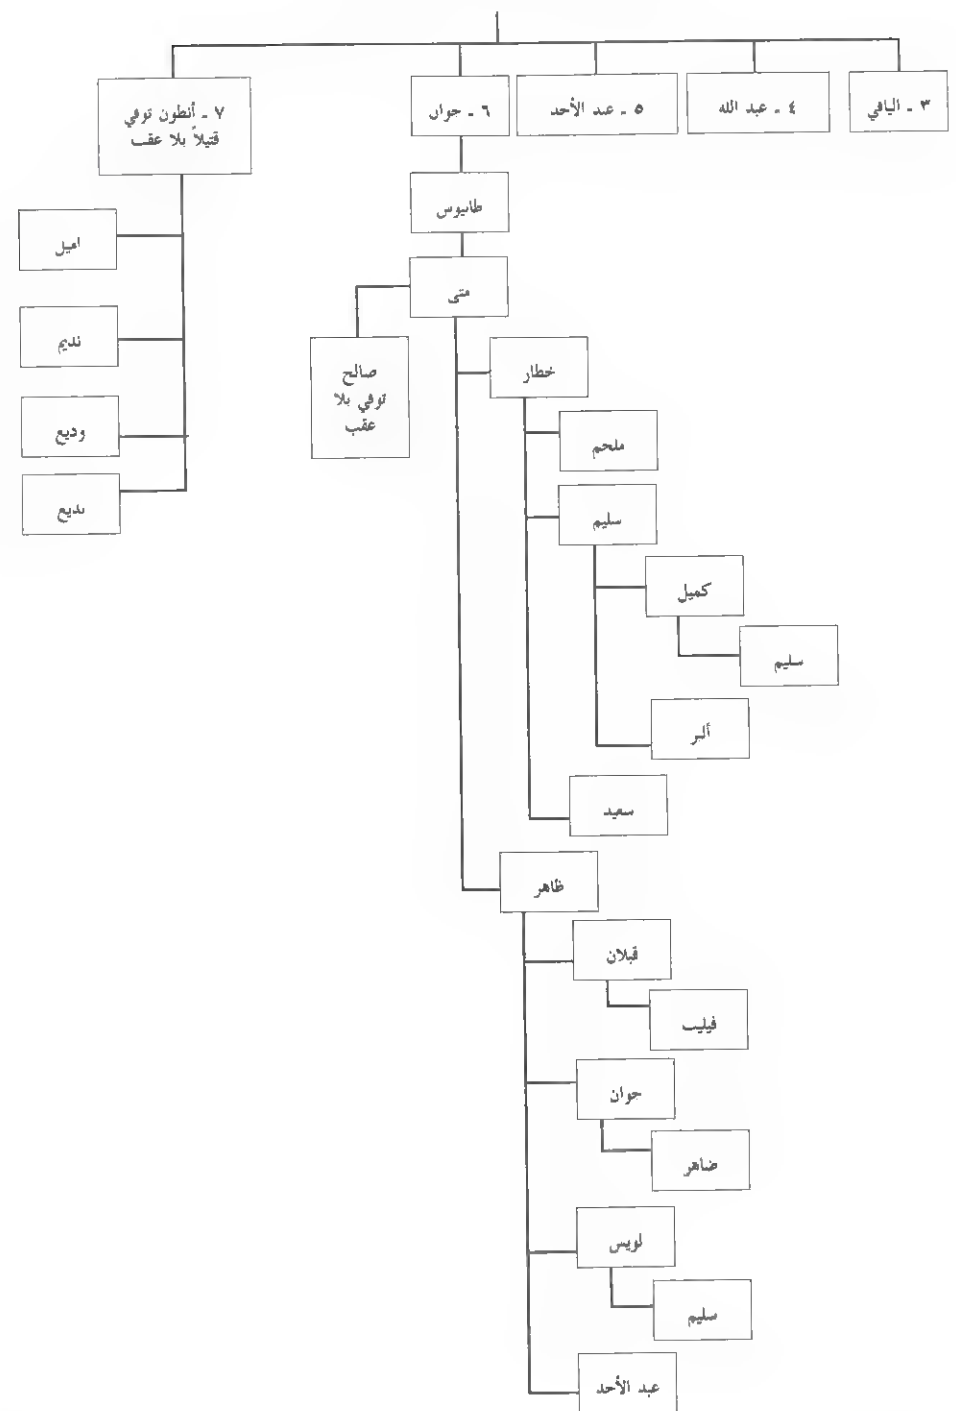 ٣ ـ اليافي
٤ ـ عبد الله
٥ ـ عبد الأحد
٦ ـ جوان
٧ ـ أنطون توفي
قتيلاً بلا عقب
طانيوس
متى
صالح
توفي بلا
عقب
خطار
ملحم
سليم
كميل
سليم
ألبر
سعيد
ظاهر
قبلان
فيليب
جوان
ضاهر
لويس
سليم
عبد الأحد
اميل
نديم
وديع
بديع